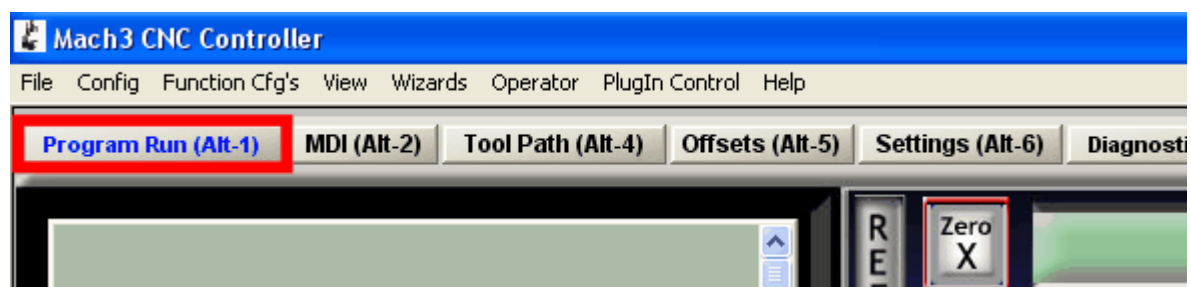 Mach3 CNC Controller
File Config Function Cfg's View Wizards Operator PlugIn Control Help
Program Run (Alt-1) MDI (Alt-2) Tool Path (Alt-4) Offsets (Alt-5) Settings (Alt-6) Diagnosti
R
E
Zero
X